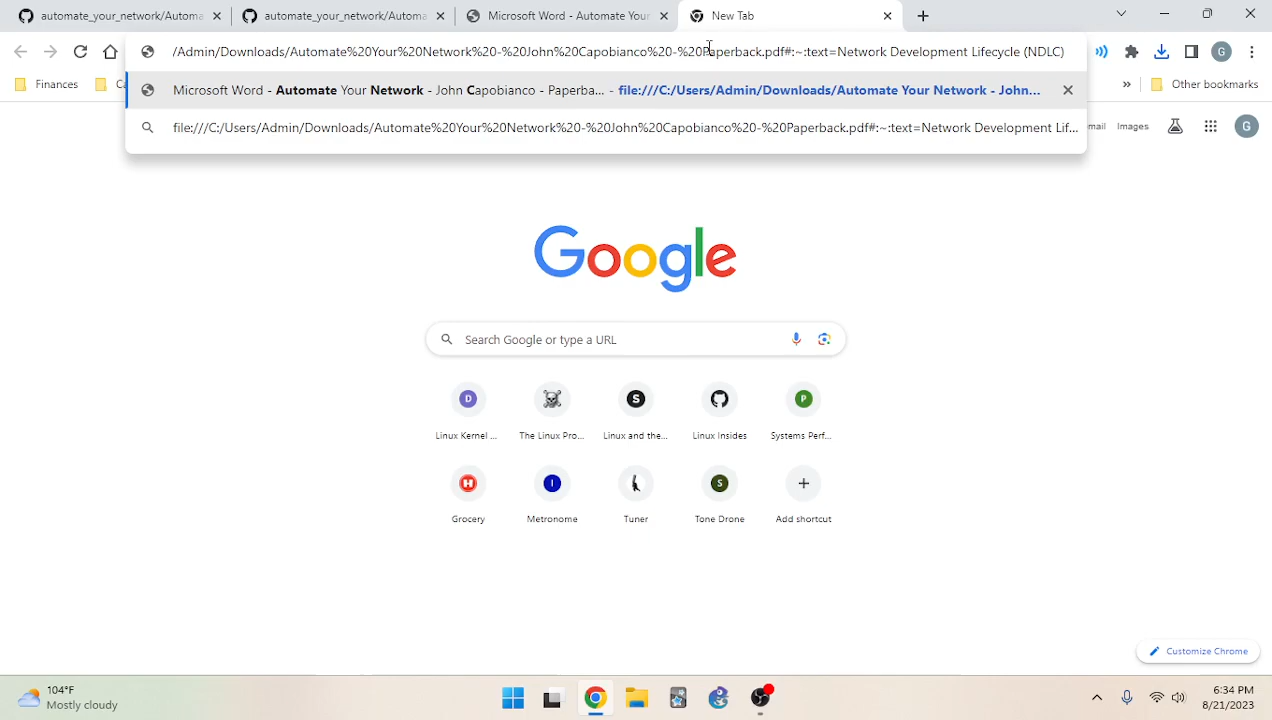 automate_your_network/Automa
automate_your_network/Automa
Microsoft Word - Automate Your
New Tab
/Admin/Downloads/Automate%20Your%20Network%20-%20John%20Capobianco%20-%20Paperback.pdf#:~:text=Network Development Lifecycle (NDLC)
G
Finances
Ca
Microsoft Word - Automate Your Network - John Capobianco - Paperba... - file:///C:/Users/Admin/Downloads/Automate Your Network - John...
»
Other bookmarks
file:///C:/Users/Admin/Downloads/Automate%20Your%20Network%20-%20John%20Capobianco%20-%20Paperback.pdf#:~:text=Network Development Lif...
mail
Images
G
Google
Search Google or type a URL
D
S
P
Linux Kernel ...
The Linux Pro...
Linux and the...
Linux Insides
Systems Perf...
H
I
S
Grocery
Metronome
Tuner
Tone Drone
Add shortcut
Customize Chrome
104°F
Mostly cloudy
6:34 PM
8/21/2023